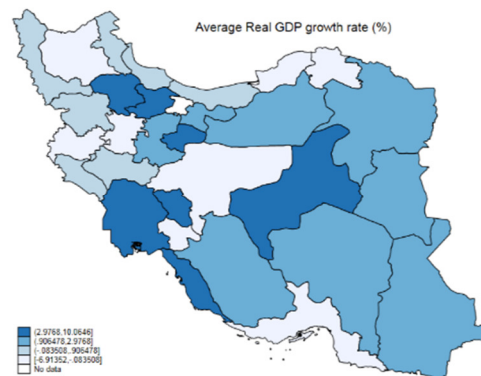 Average Real GDP growth rate (%)
(2.9768,10.0646]
(.906478,2.9768]
(-.083508,.906478]
[-6.91352,-.083508]
No data